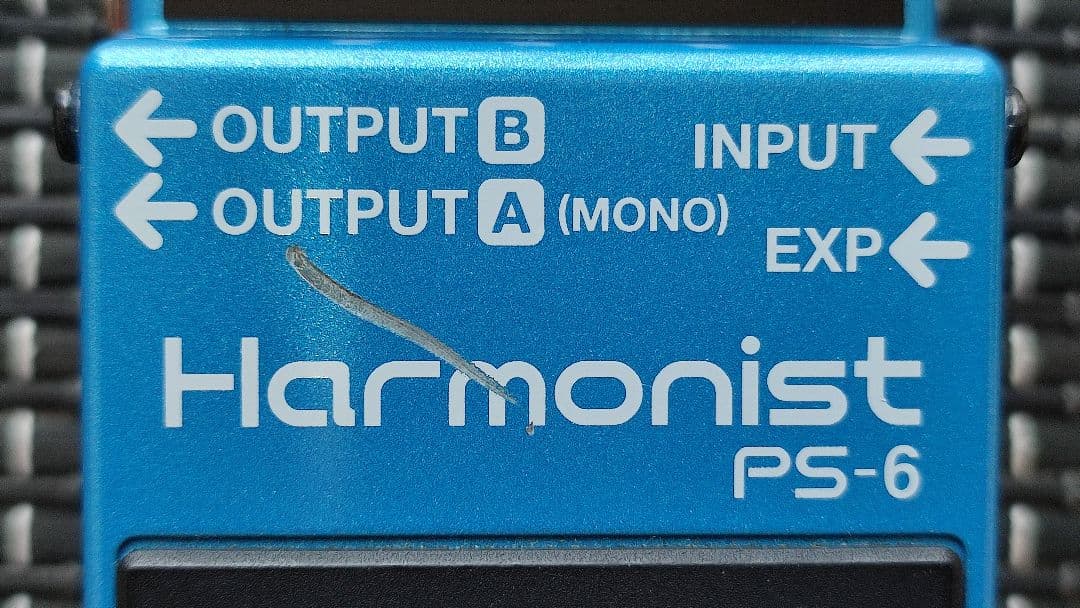 OUTPUT B
OUTPUT A (MONO)
INPUT
EXP
Harmonist
PS-6